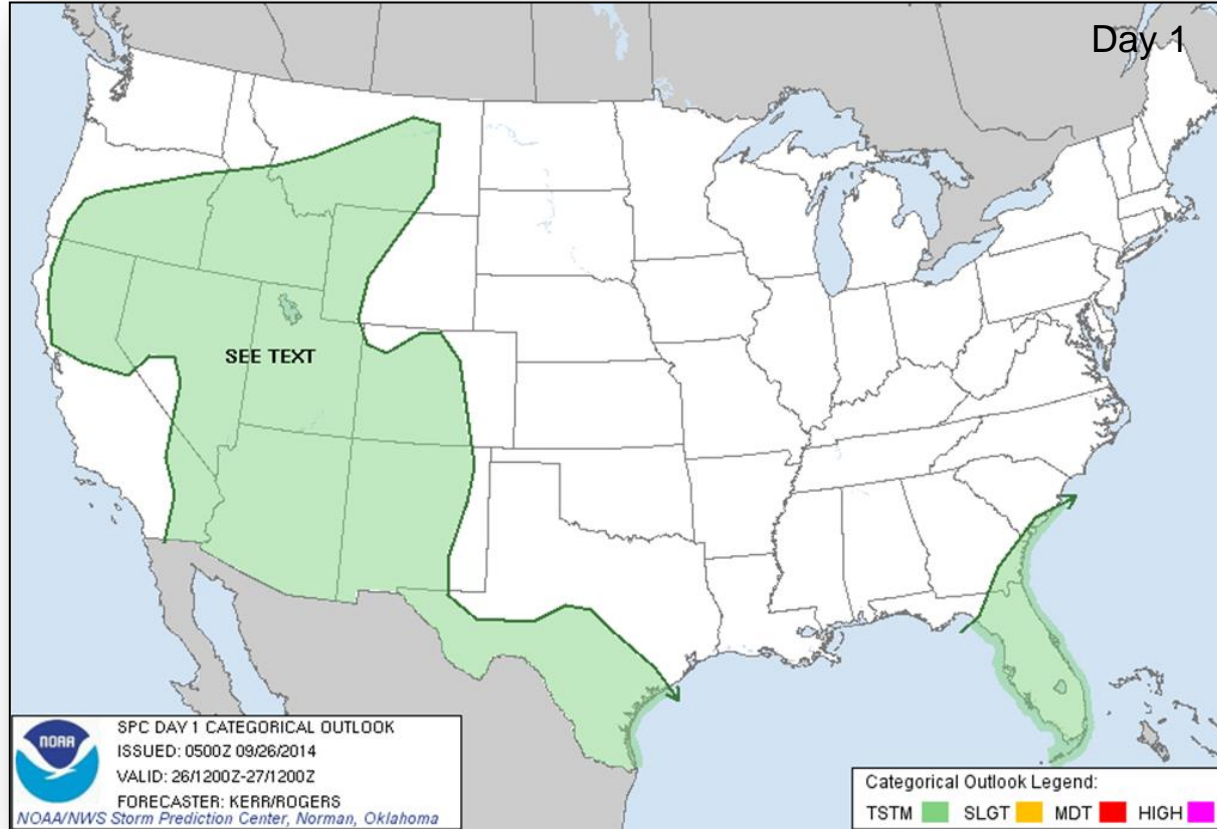 Day 1
SEE TEXT
NOAA
SPC DAY 1 CATEGORICAL OUTLOOK
ISSUED: 0500Z 09/26/2014
VALID: 26/1200Z-27/1200Z
FORECASTER: KERR/ROGERS
NOAA/NWS Storm Prediction Center, Norman, Oklahoma
Categorical Outlook Legend:
TSTM SLGT MDT HIGH